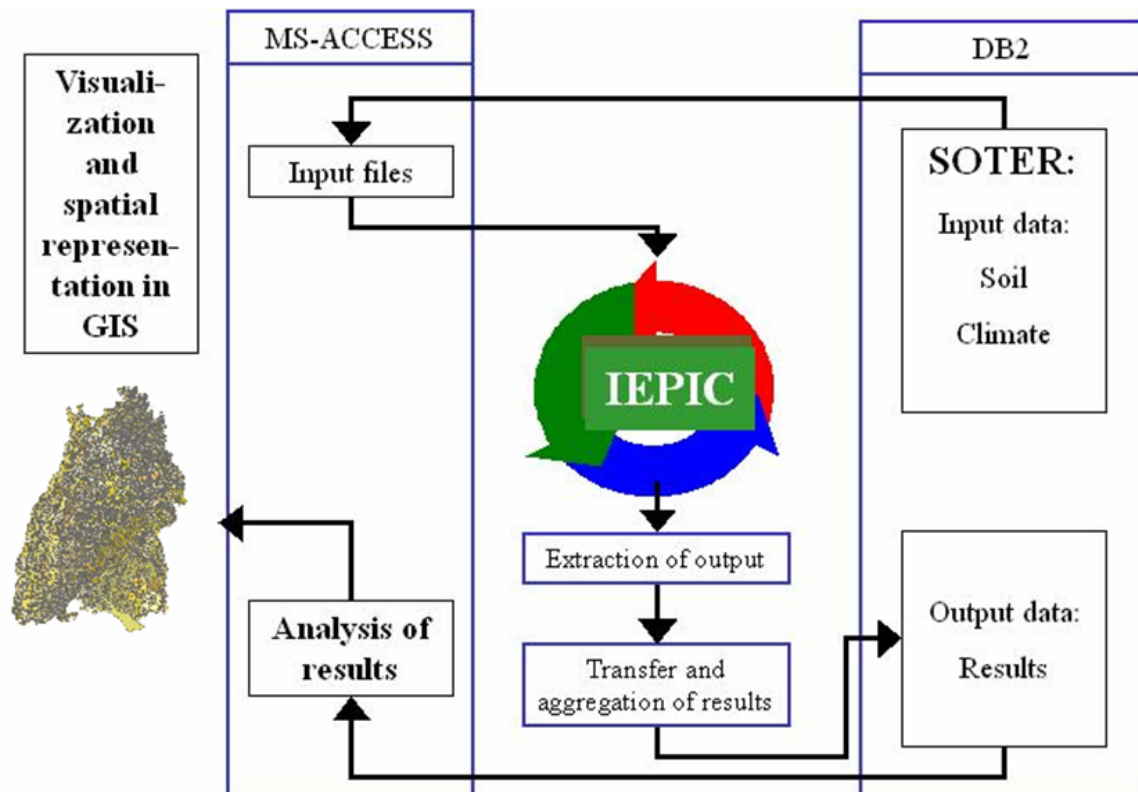 Visuali-
zation
and
spatial
represen-
tation in
GIS
MS-ACCESS
Input files
Analysis of
results
IEPIC
Extraction of output
Transfer and
aggregation of results
DB2
SOTER:
Input data:
Soil
Climate
Output data:
Results